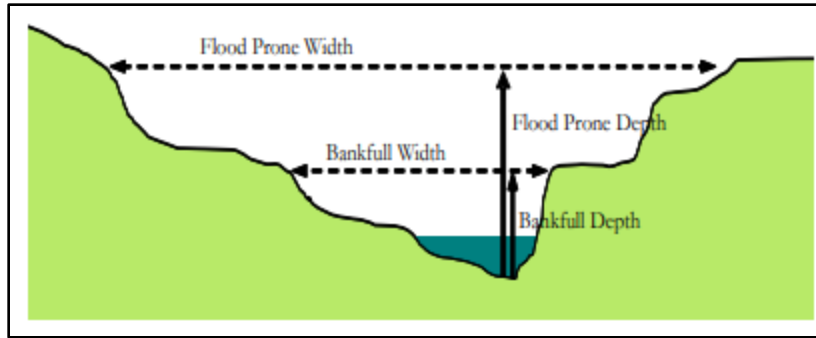 Flood Prone Width
Flood Prone Depth
Bankfull Width
Bankfull Depth